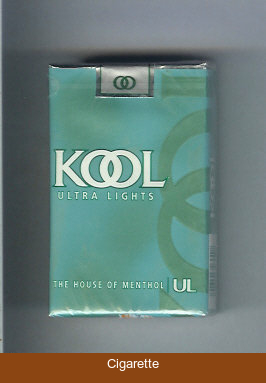 KOOL
ULTRA LIGHTS
THE HOUSE OF MENTHOL UL
Cigarette